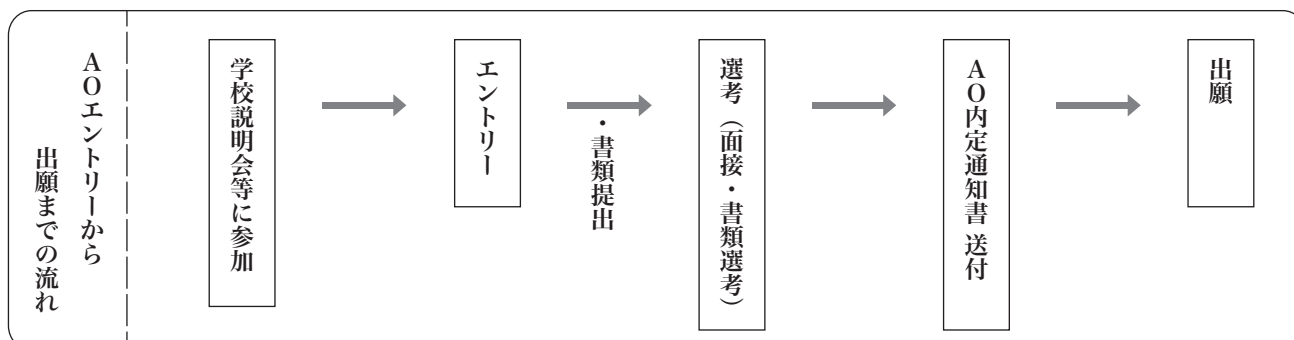 AOエントリーから
出願までの流れ
学校説明会等に参加
エントリー
・書類提出
選考（面接・書類選考）
AO内定通知書 送付
出願